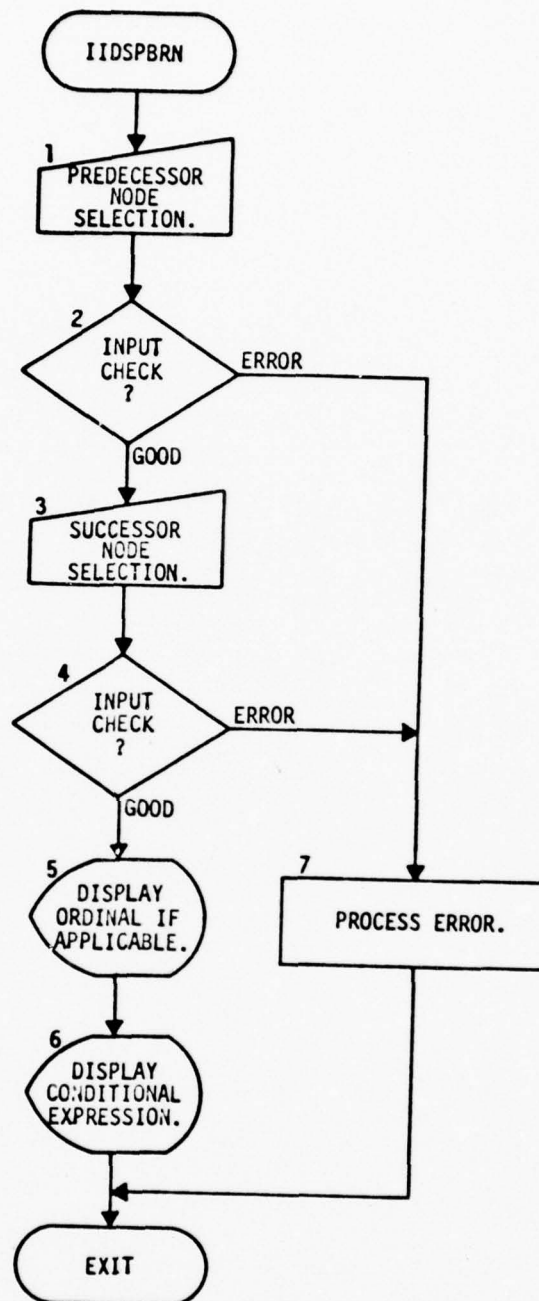 IIDSPBRN
1
PREDECESSOR
NODE
SELECTION.
2
INPUT
CHECK
?
ERROR
GOOD
3
SUCCESSOR
NODE
SELECTION.
4
INPUT
CHECK
?
ERROR
GOOD
5
DISPLAY
ORDINAL IF
APPLICABLE.
7
PROCESS ERROR.
6
DISPLAY
CONDITIONAL
EXPRESSION.
EXIT